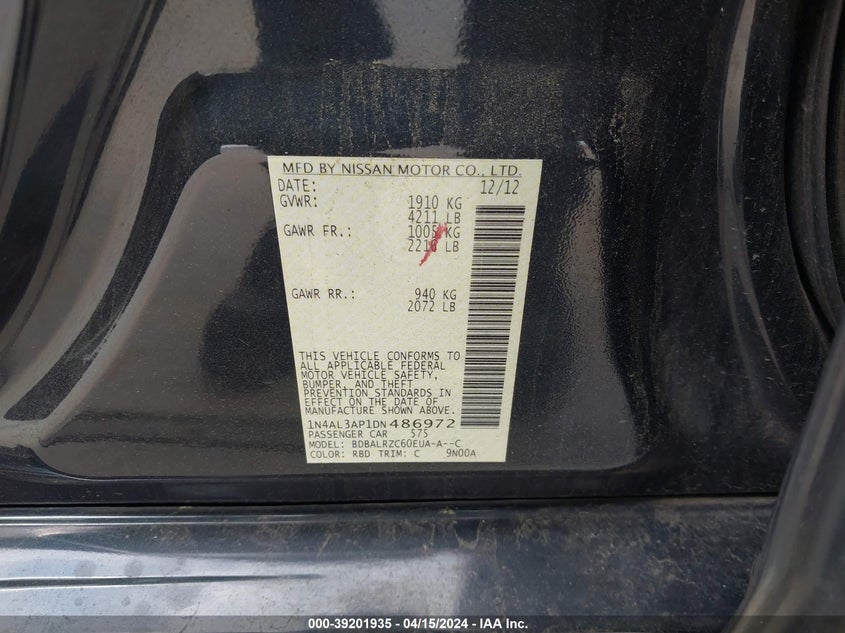 MFD BY NISSAN MOTOR CO., LTD.
DATE: 12/12
GVWR: 1910 KG
4211 LB
GAWR FR.: 1005 KG
2216 LB
GAWR RR.: 940 KG
2072 LB
THIS VEHICLE CONFORMS TO
ALL APPLICABLE FEDERAL
MOTOR VEHICLE SAFETY,
BUMPER, AND THEFT
PREVENTION STANDARDS IN
EFFECT ON THE DATE OF
MANUFACTURE SHOWN ABOVE.
1N4AL3AP1DN486972
PASSENGER CAR 575
MODEL: BDBALRZC60EUA-A--C
COLOR: RBD TRIM: C 9N00A
000-39201935 - 04/15/2024 - IAA Inc.